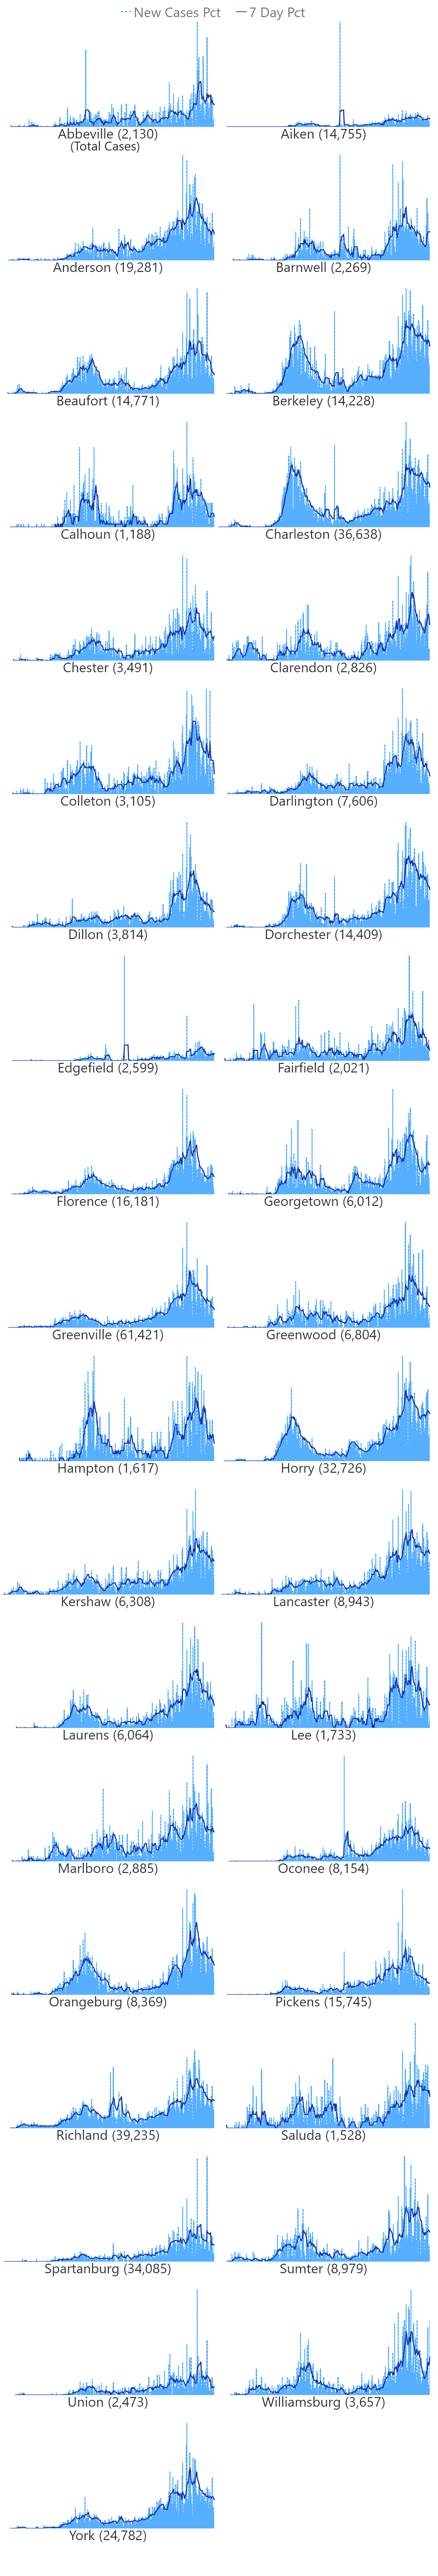 New Cases Pct 7 Day Pct
Abbeville (2,130)
(Total Cases)
Aiken (14,755)
Anderson (19,281)
Barnwell (2,269)
Beaufort (14,771)
Berkeley (14,228)
Calhoun (1,188)
Charleston (36,638)
Chester (3,491)
Clarendon (2,826)
Colleton (3,105)
Darlington (7,606)
Dillon (3,814)
Dorchester (14,409)
Edgefield (2,599)
Fairfield (2,021)
Florence (16,181)
Georgetown (6,012)
Greenville (61,421)
Greenwood (6,804)
Hampton (1,617)
Horry (32,726)
Kershaw (6,308)
Lancaster (8,943)
Laurens (6,064)
Lee (1,733)
Marlboro (2,885)
Oconee (8,154)
Orangeburg (8,369)
Pickens (15,745)
Richland (39,235)
Saluda (1,528)
Spartanburg (34,085)
Sumter (8,979)
Union (2,473)
Williamsburg (3,657)
York (24,782)